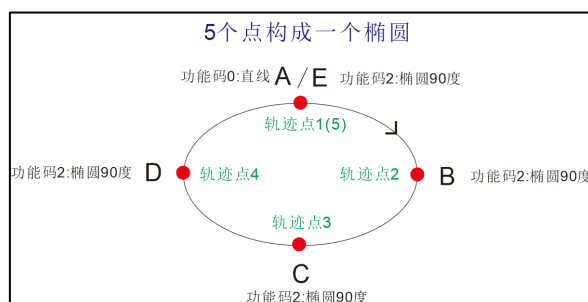 5个点构成一个椭圆
功能码0:直线 A / E 功能码2:椭圆90度
轨迹点1(5)
功能码2:椭圆90度 D 轨迹点4 轨迹点2 B 功能码2:椭圆90度
轨迹点3
C
功能码2:椭圆90度